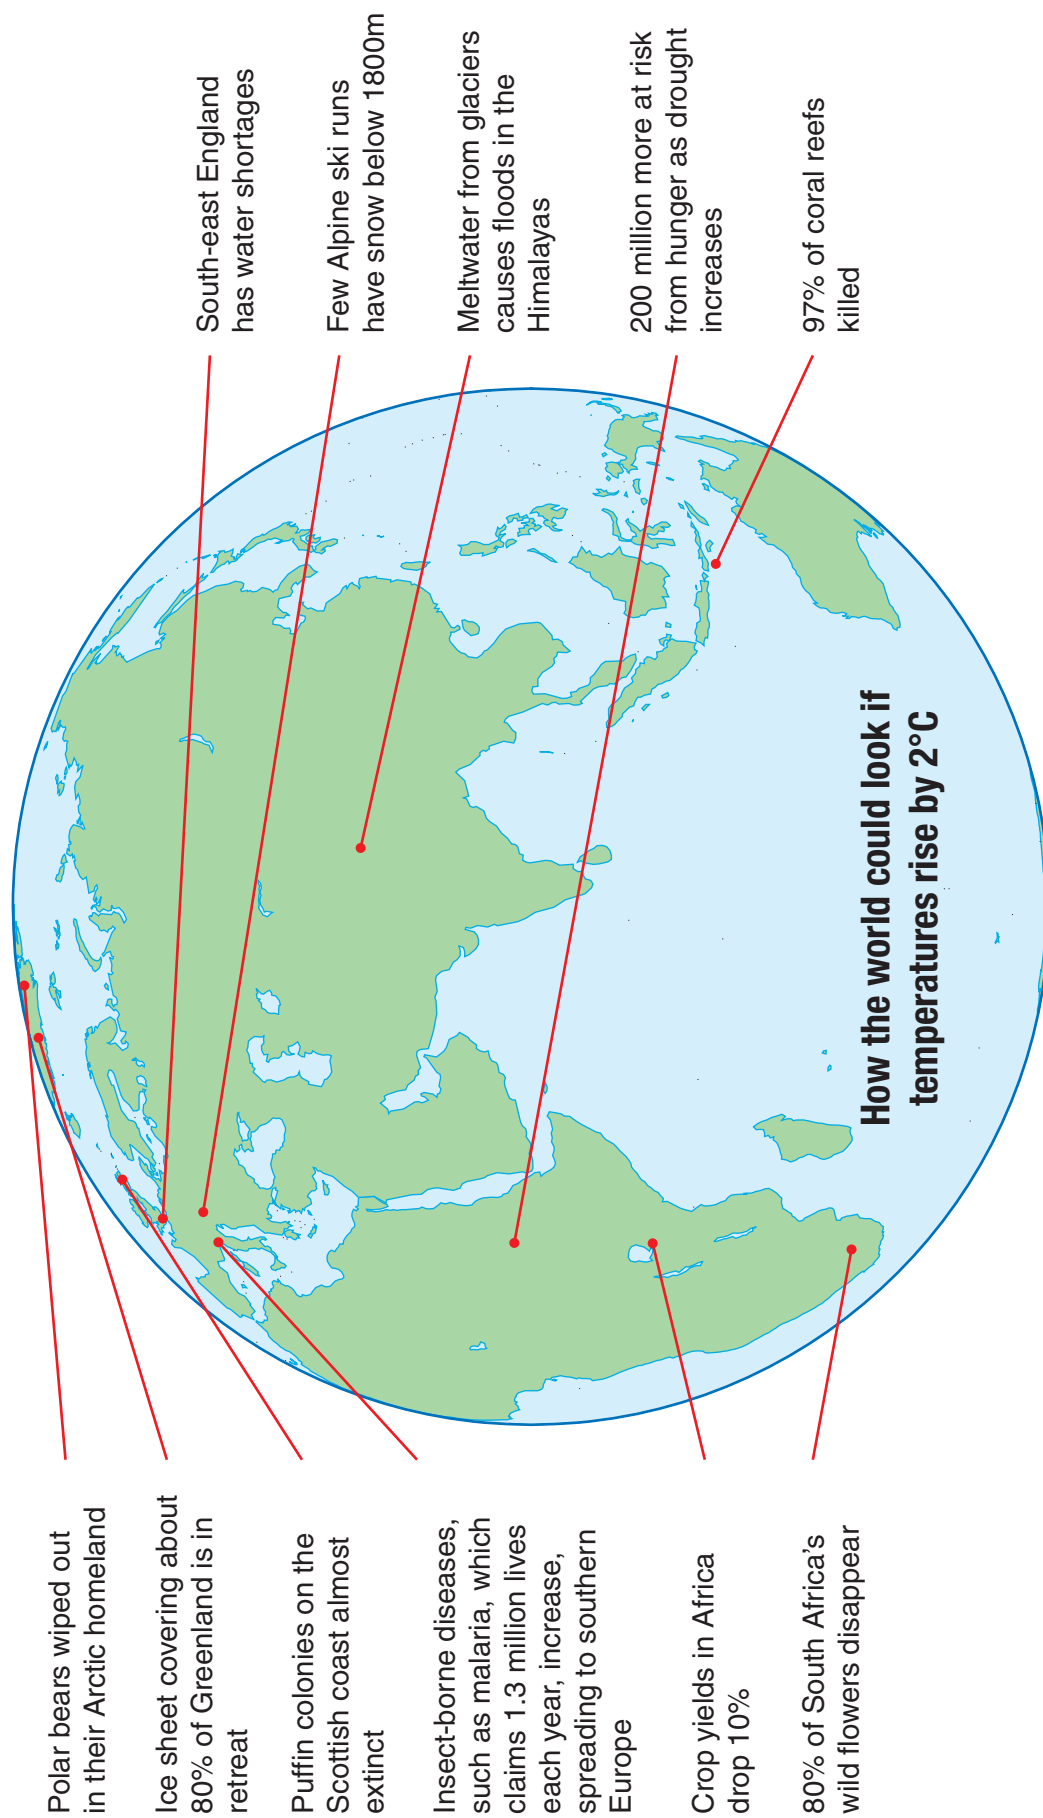 Polar bears wiped out
in their Arctic homeland
Ice sheet covering about
80% of Greenland is in
retreat
Puffin colonies on the
Scottish coast almost
extinct
Insect-borne diseases,
such as malaria, which
claims 1.3 million lives
each year, increase,
spreading to southern
Europe
Crop yields in Africa
drop 10%
80% of South Africa's
wild flowers disappear
South-east England
has water shortages
Few Alpine ski runs
have snow below 1800m
Meltwater from glaciers
causes floods in the
Himalayas
200 million more at risk
from hunger as drought
increases
97% of coral reefs
killed
How the world could look if
temperatures rise by 2°C